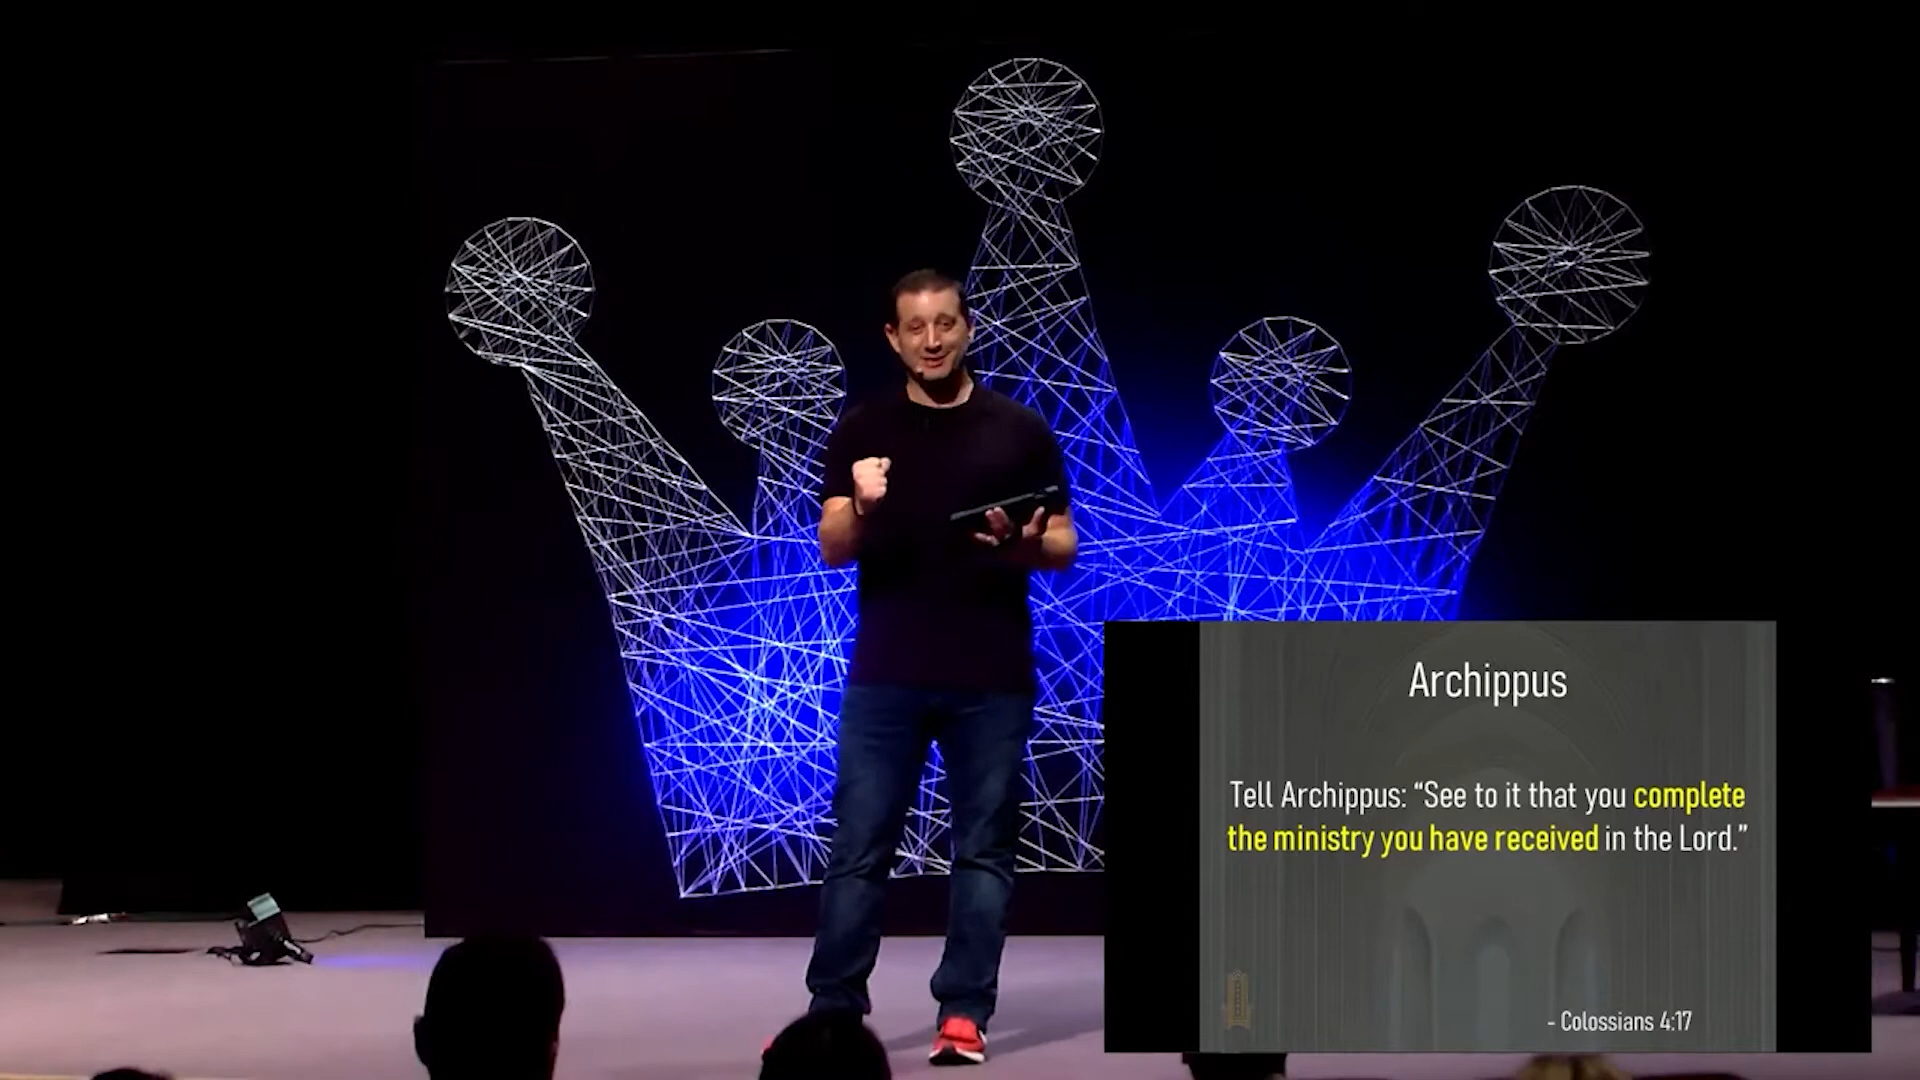 Archippus
Tell Archippus: “See to it that you complete
the ministry you have received in the Lord.”
- Colossians 4:17